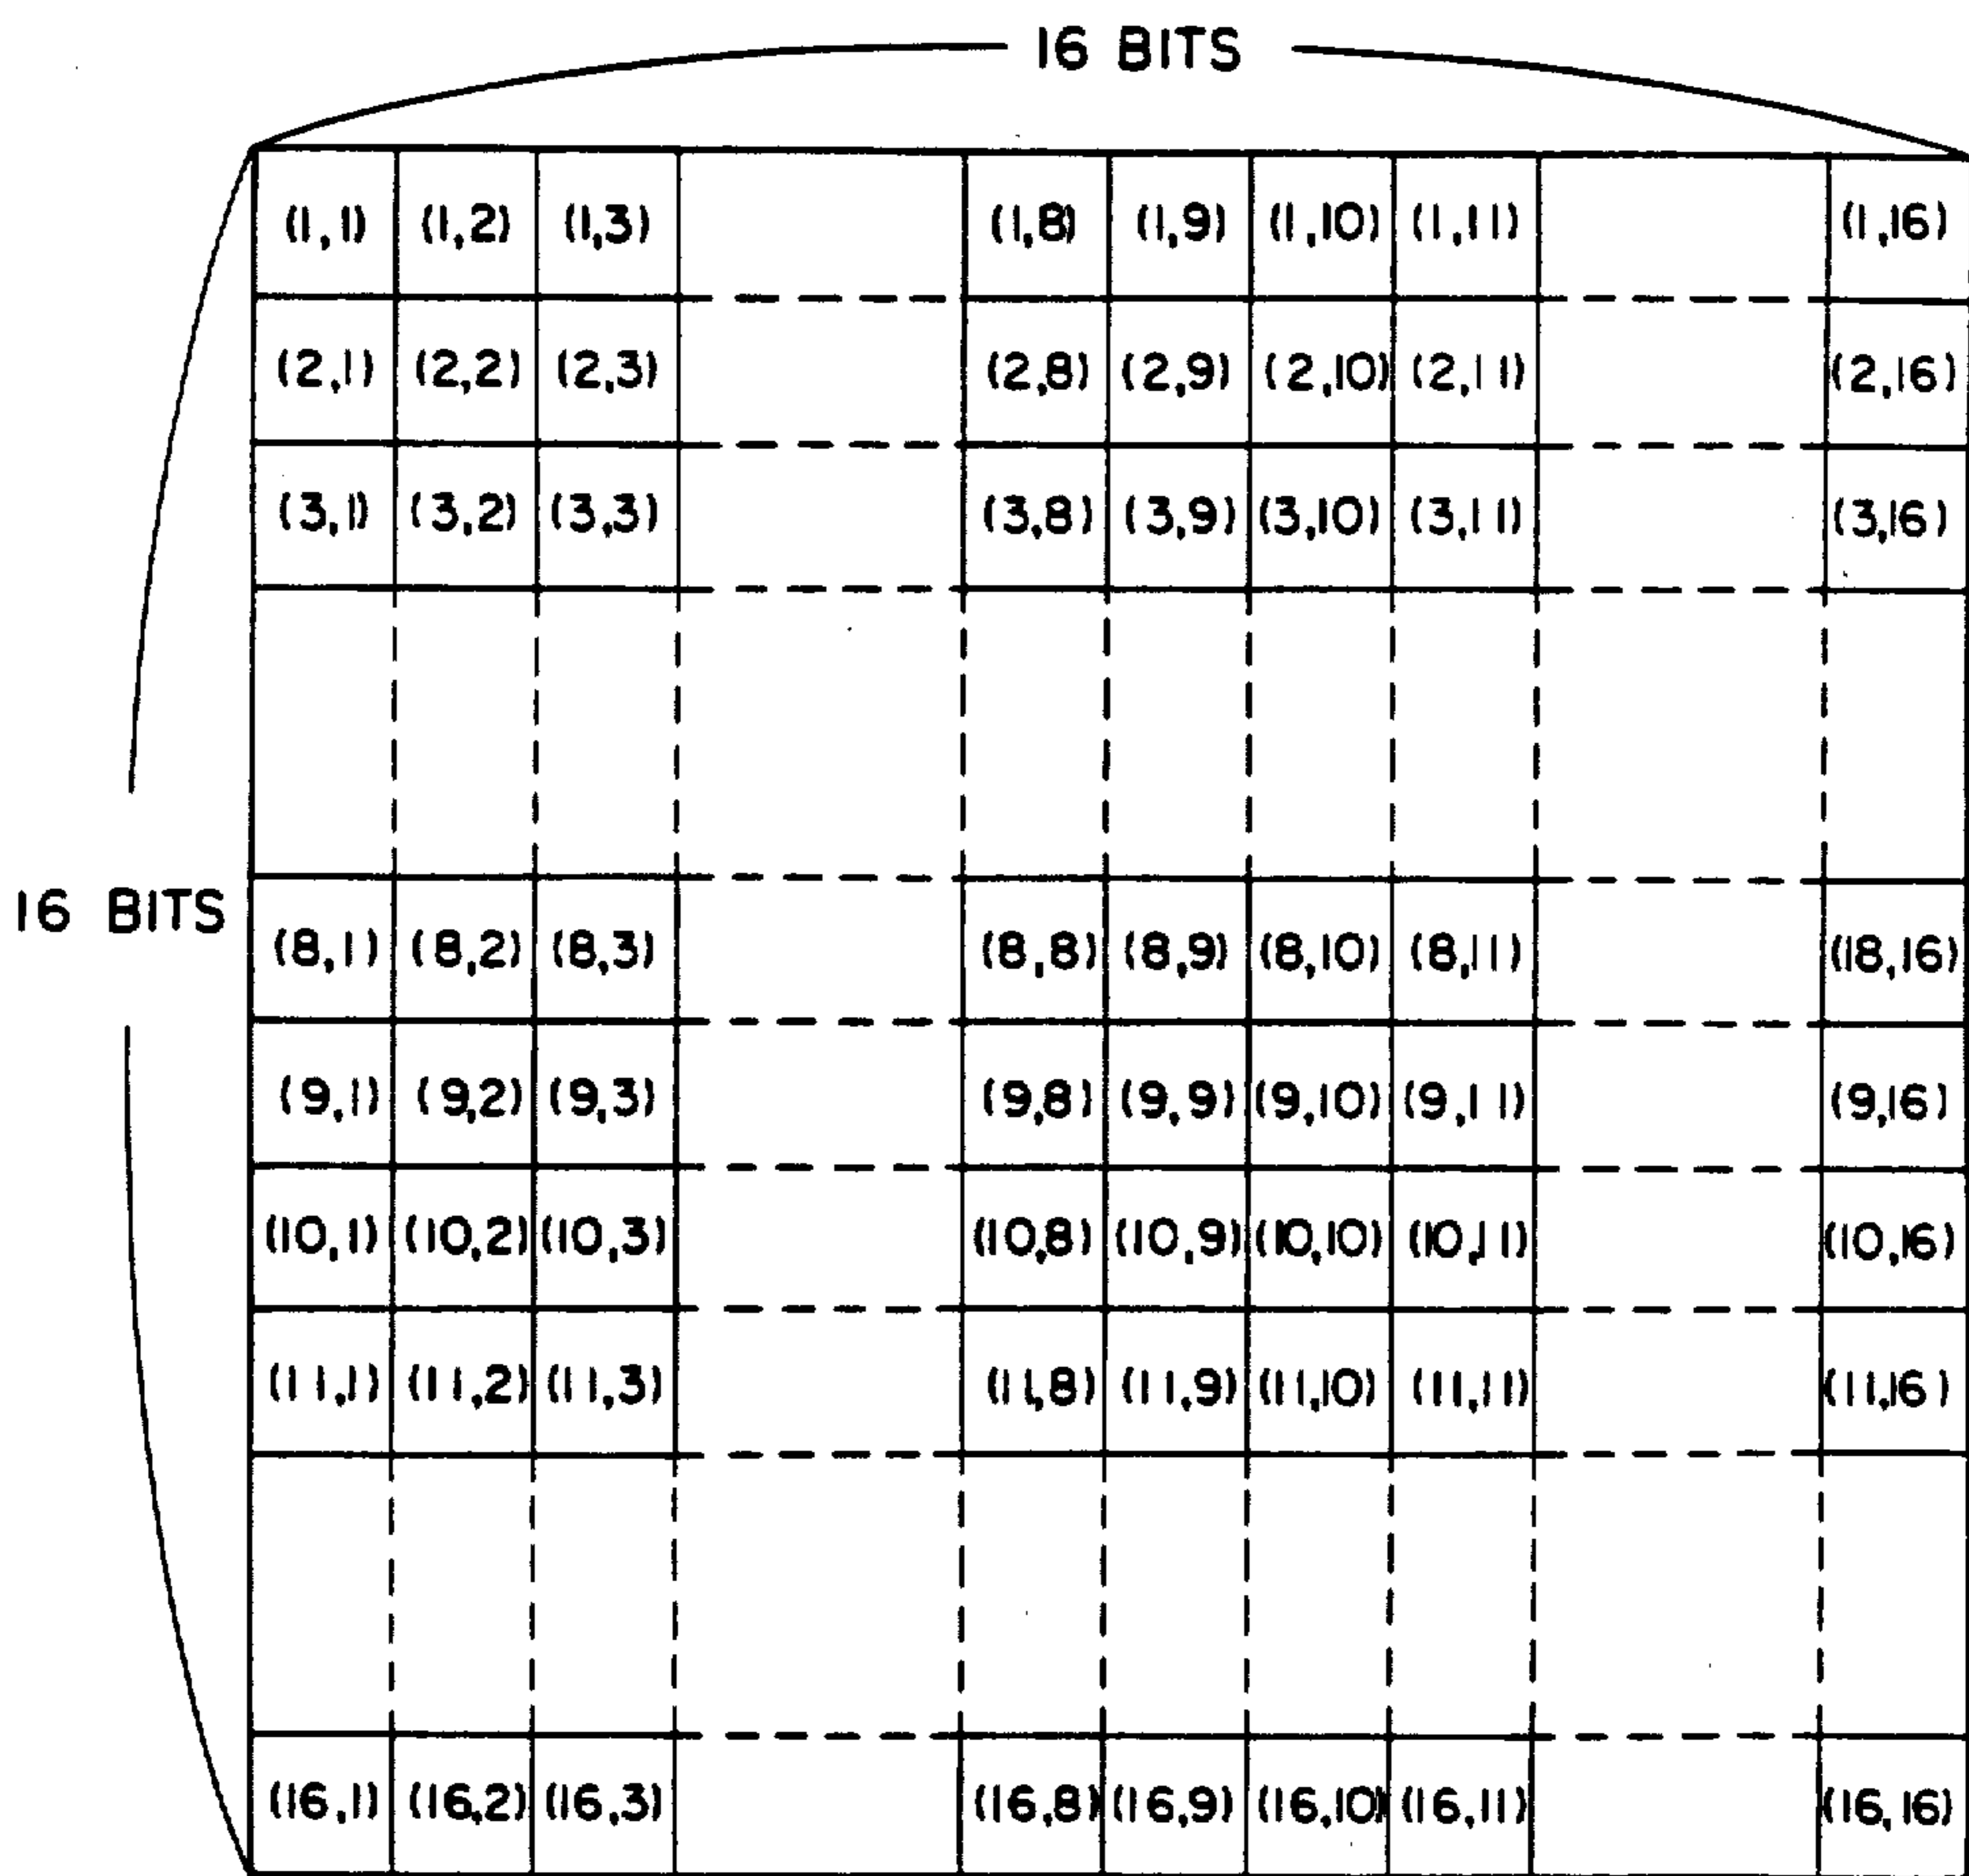 16 BITS
(1,1) (1,2) (1,3) (1,8) (1,9) (1,10) (1,11) (1,16)
(2,1) (2,2) (2,3) (2,8) (2,9) (2,10) (2,11) (2,16)
(3,1) (3,2) (3,3) (3,8) (3,9) (3,10) (3,11) (3,16)
16 BITS
(8,1) (8,2) (8,3) (8,8) (8,9) (8,10) (8,11) (18,16)
(9,1) (9,2) (9,3) (9,8) (9,9) (9,10) (9,11) (9,16)
(10,1) (10,2) (10,3) (10,8) (10,9) (10,10) (10,11) (10,16)
(11,1) (11,2) (11,3) (11,8) (11,9) (11,10) (11,11) (11,16)
(16,1) (16,2) (16,3) (16,8) (16,9) (16,10) (16,11) (16,16)